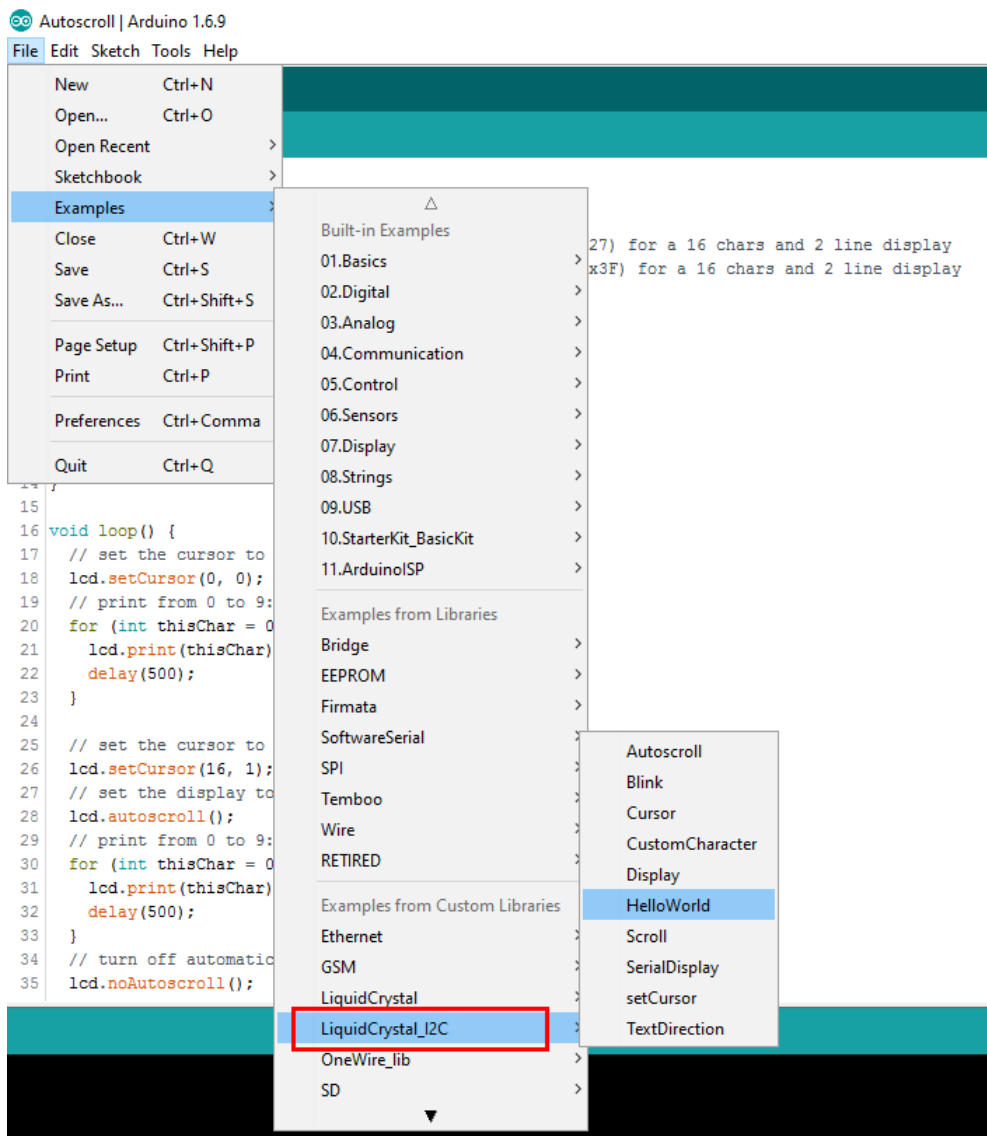 Autoscroll | Arduino 1.6.9
File Edit Sketch Tools Help
New Ctrl+N
Open... Ctrl+O
Open Recent
Sketchbook
Examples
Close Ctrl+W
Save Ctrl+S
Save As... Ctrl+Shift+S
Page Setup Ctrl+Shift+P
Print Ctrl+P
Preferences Ctrl+Comma
Quit Ctrl+Q
Built-in Examples
01.Basics
02.Digital
03.Analog
04.Communication
05.Control
06.Sensors
07.Display
08.Strings
09.USB
10.StarterKit_BasicKit
11.ArduinoISP
Examples from Libraries
Bridge
EEPROM
Firmata
SoftwareSerial
SPI
Temboo
Wire
RETIRED
Examples from Custom Libraries
Ethernet
GSM
LiquidCrystal
LiquidCrystal_I2C
OneWire_lib
SD
Autoscroll
Blink
Cursor
CustomCharacter
Display
HelloWorld
Scroll
SerialDisplay
setCursor
TextDirection
27) for a 16 chars and 2 line display
x3F) for a 16 chars and 2 line display
14 }
15
16 void loop() {
17 // set the cursor to
18 lcd.setCursor(0, 0);
19 // print from 0 to 9:
20 for (int thisChar = 0
21 lcd.print(thisChar)
22 delay(500);
23 }
24
25 // set the cursor to
26 lcd.setCursor(16, 1);
27 // set the display to
28 lcd.autoscroll();
29 // print from 0 to 9:
30 for (int thisChar = 0
31 lcd.print(thisChar)
32 delay(500);
33 }
34 // turn off automatic
35 lcd.noAutoscroll();